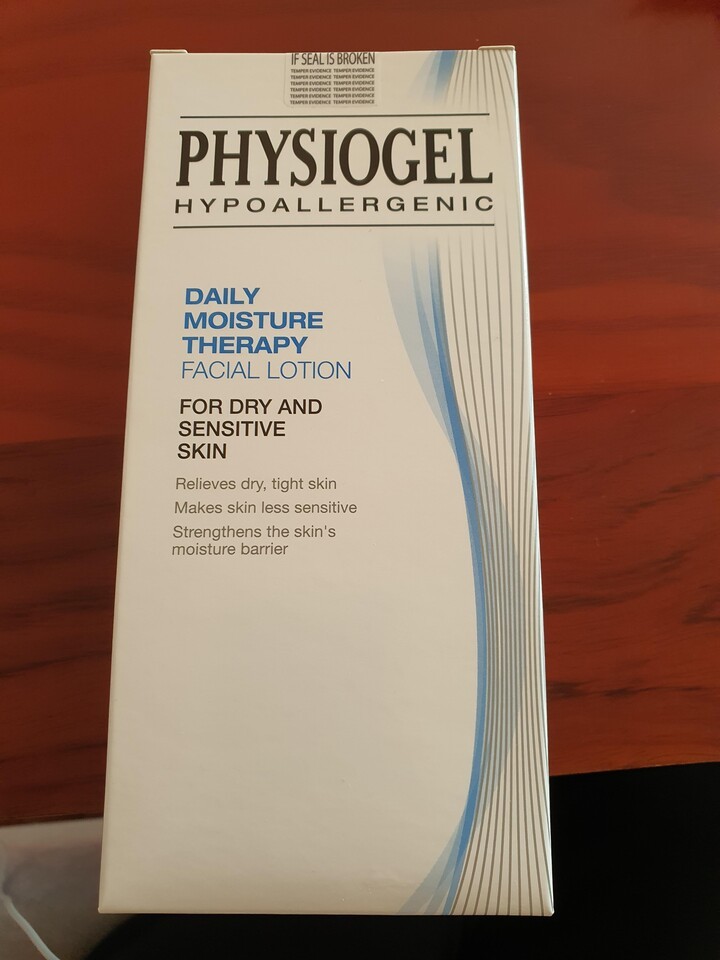 IF SEAL IS BROKEN
TEMPER EVIDENCE TEMPER EVIDENCE
TEMPER EVIDENCE TEMPER EVIDENCE
TEMPER EVIDENCE TEMPER EVIDENCE
TEMPER EVIDENCE TEMPER EVIDENCE
TEMPER EVIDENCE TEMPER EVIDENCE
TEMPER EVIDENCE TEMPER EVIDENCE
PHYSIOGEL
HYPOALLERGENIC
DAILY
MOISTURE
THERAPY
FACIAL LOTION
FOR DRY AND
SENSITIVE
SKIN
Relieves dry, tight skin
Makes skin less sensitive
Strengthens the skin's
moisture barrier